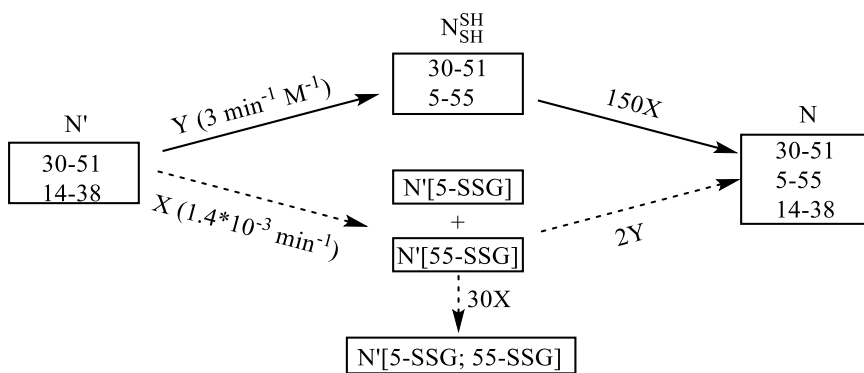 N'
30-51
14-38
Y (3 min⁻¹ M⁻¹)
X (1.4*10⁻³ min⁻¹)
N SH SH
30-51
5-55
150X
N'[5-SSG]
+
N'[55-SSG]
2Y
30X
N'[5-SSG; 55-SSG]
N
30-51
5-55
14-38